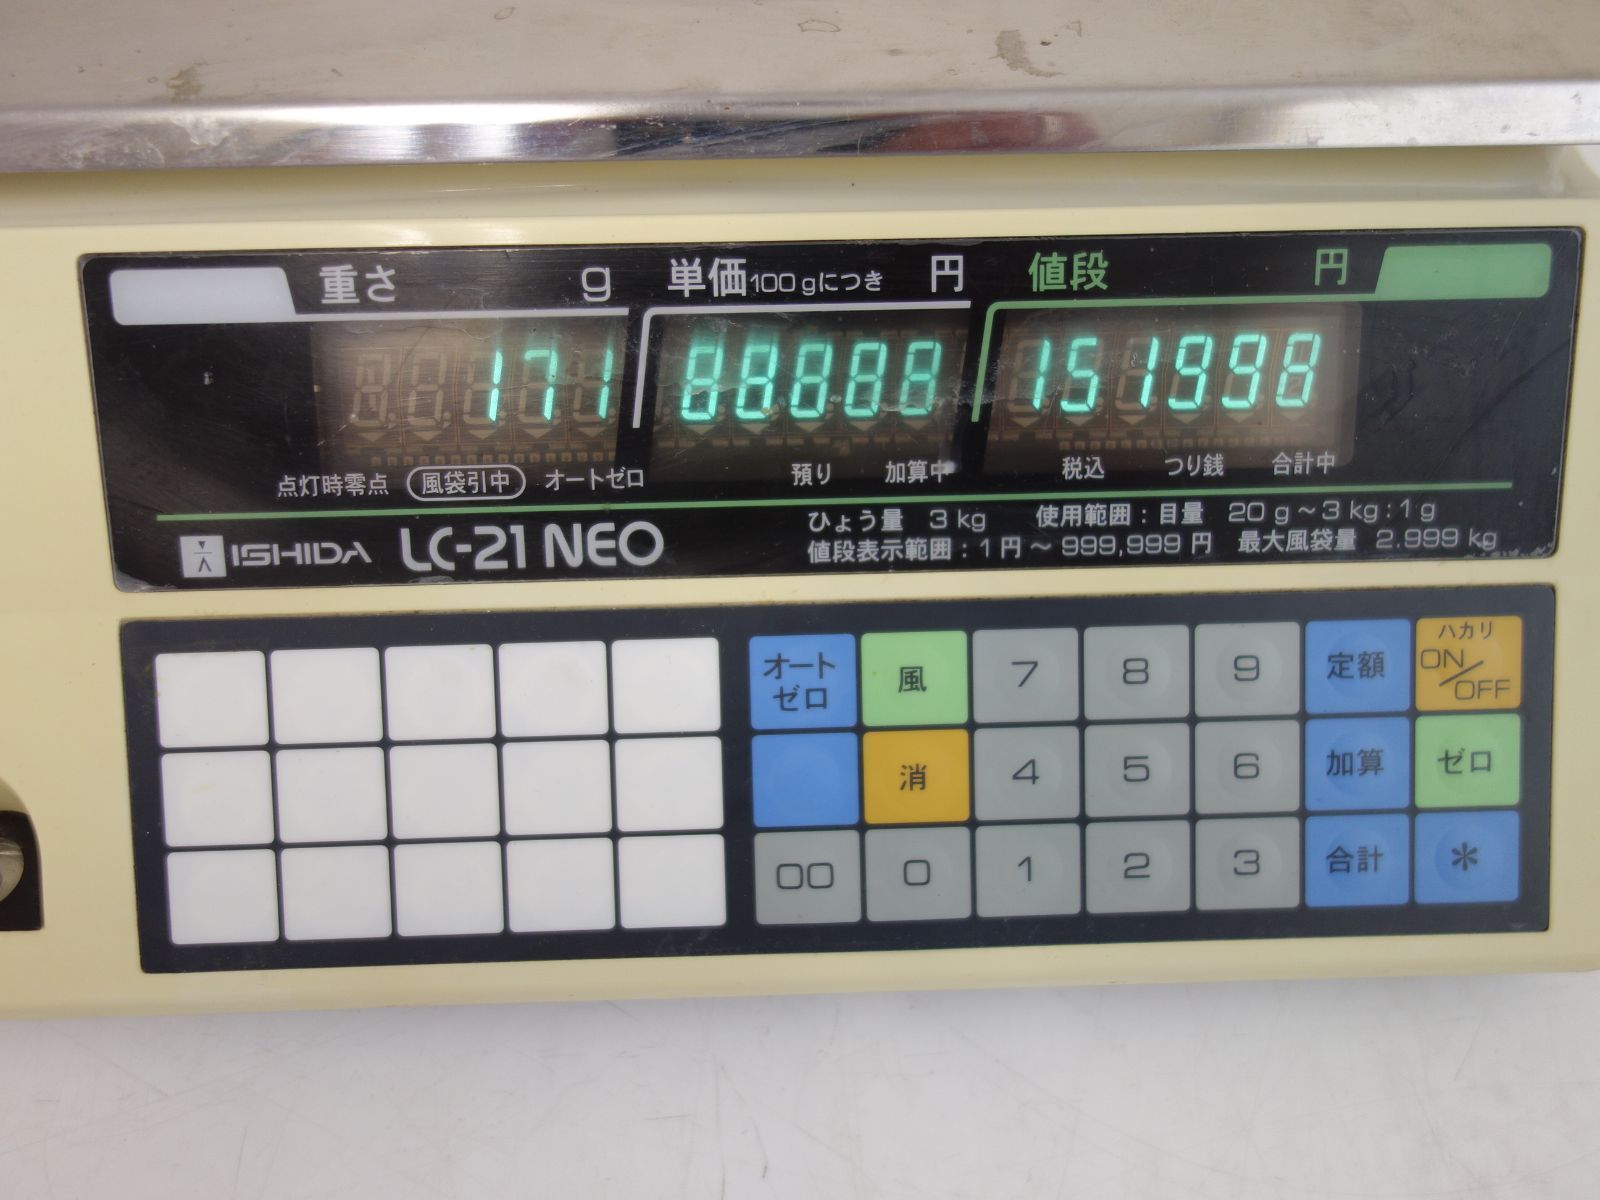 重さ g 単価100gにつき 円 値段 円
171 88888 151998
点灯時零点 風袋引中 オートゼロ 預り 加算中 税込 つり銭 合計中
ISHIDA LC-21 NEO
ひょう量 3kg 使用範囲:目量 20g～3kg:1g
値段表示範囲:1円～999,999円 最大風袋量 2.999kg
オートゼロ 風 7 8 9 定額 ハカリ ON/OFF
消 4 5 6 加算 ゼロ
00 0 1 2 3 合計 *